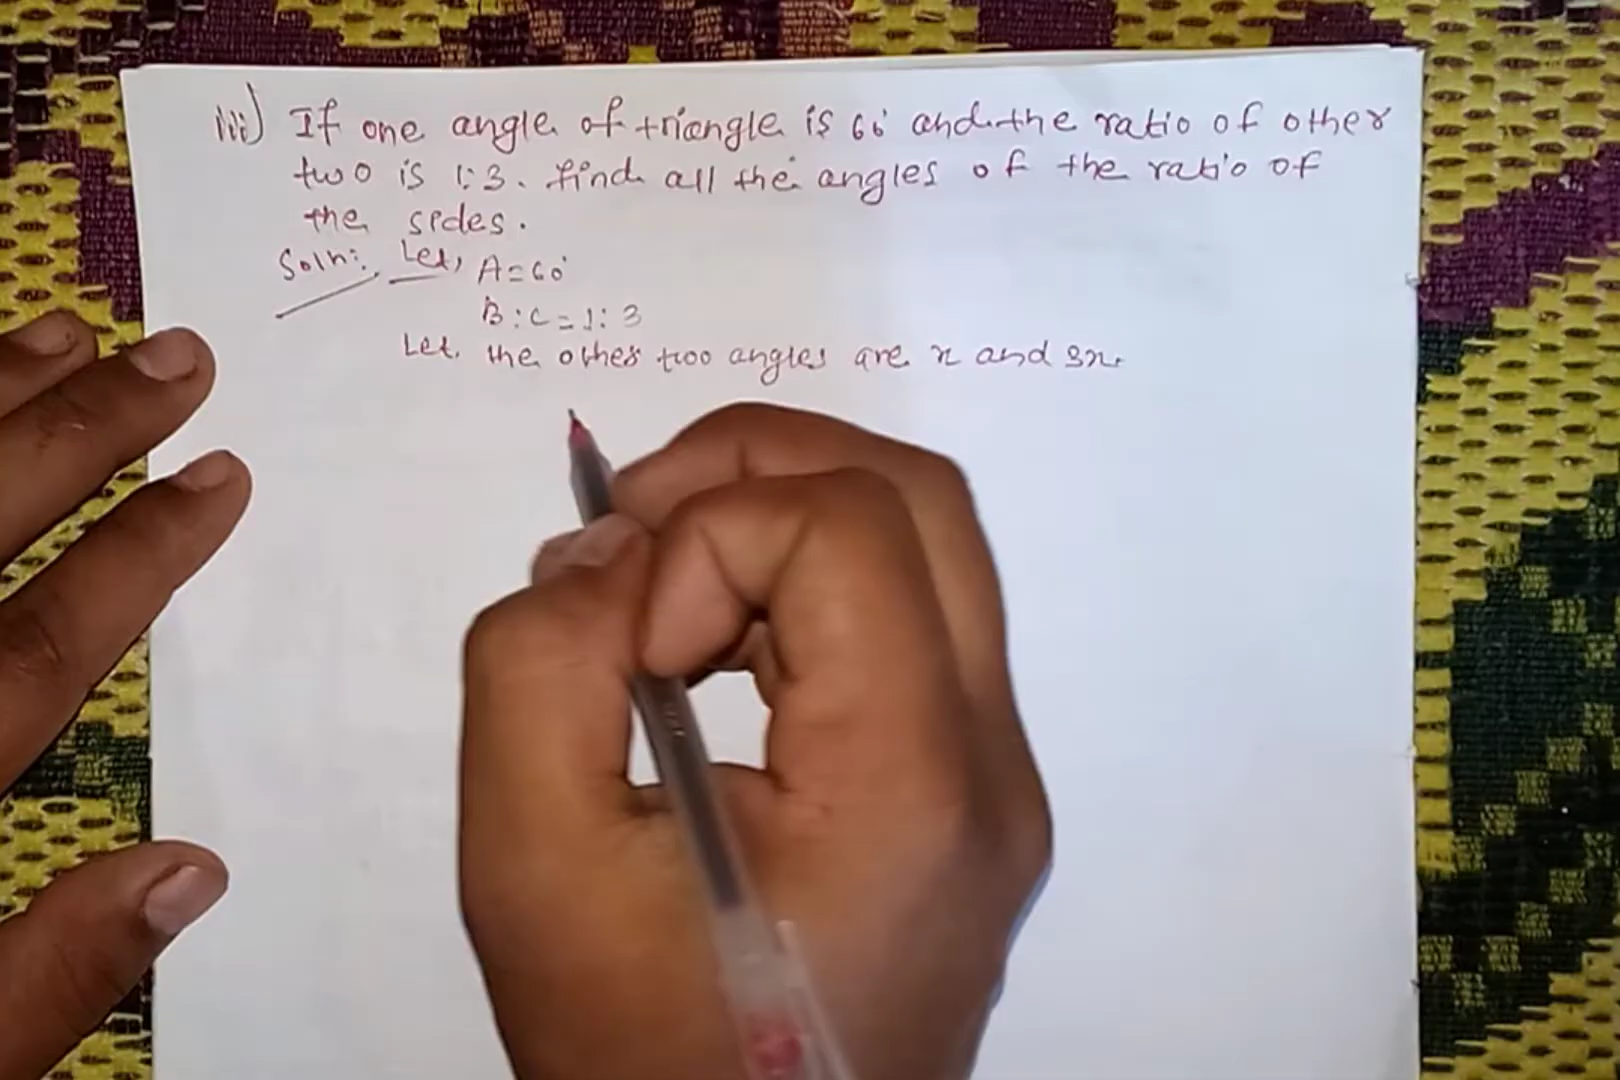 iii) If one angle of triangle is 60° and the ratio of other
two is 1:3. find all the angles of the ratio of
the sides.
Soln: Let, A=60°
B:C=1:3
Let. the other two angles are x and 3x.